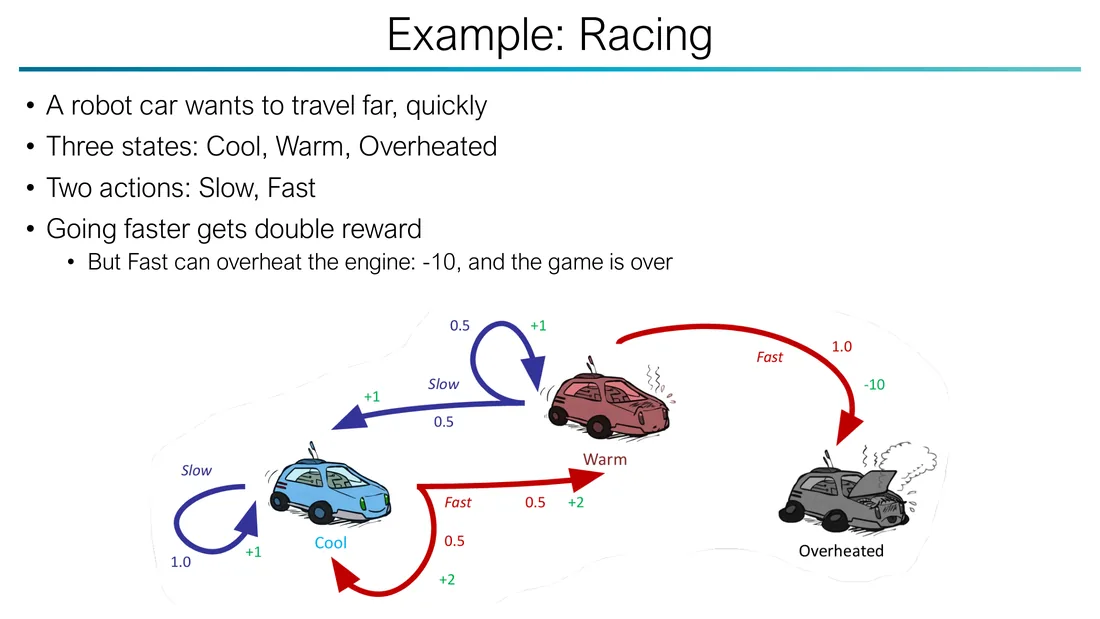 Example: Racing
• A robot car wants to travel far, quickly
• Three states: Cool, Warm, Overheated
• Two actions: Slow, Fast
• Going faster gets double reward
• But Fast can overheat the engine: -10, and the game is over
0.5
+1
Fast
1.0
Slow
-10
+1
0.5
Warm
Slow
Fast
0.5
+2
Cool
0.5
Overheated
+1
1.0
+2